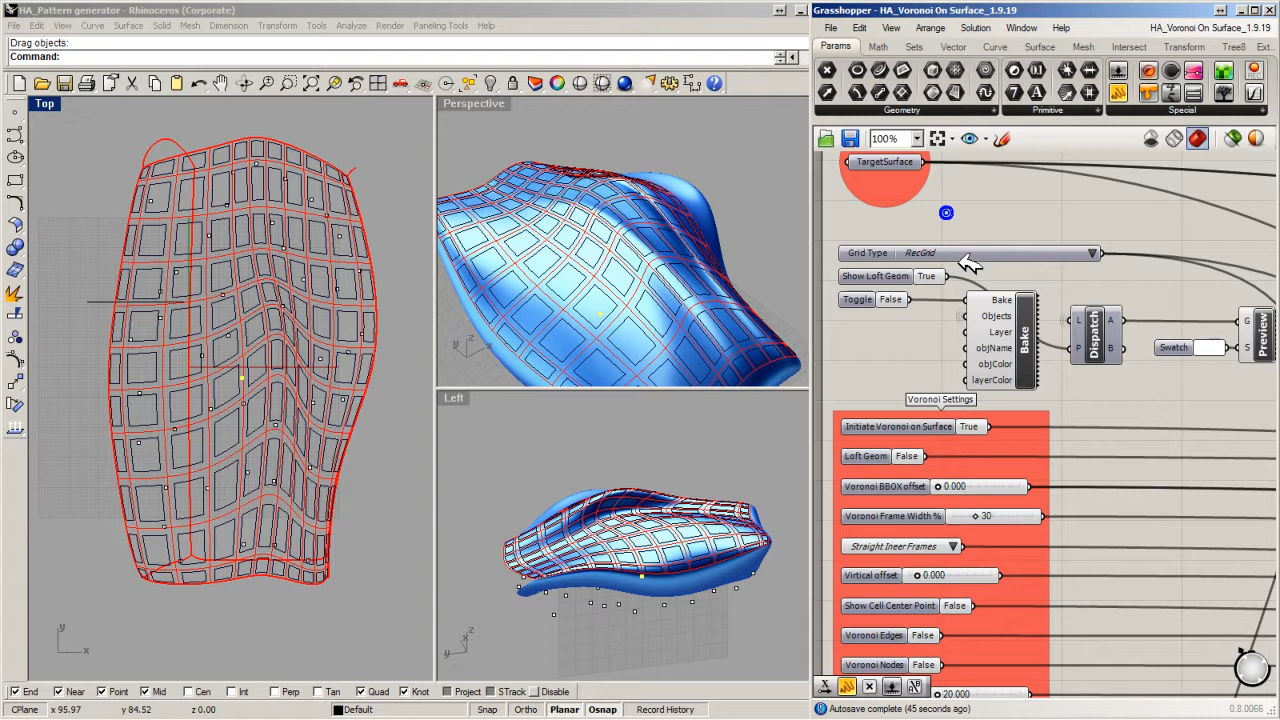 HA_Pattern generator - Rhinoceros (Corporate)
File Edit View Curve Surface Solid Mesh Dimension Transform Tools Analyze Render Paneling Tools Help
Drag objects:
Command:
Top
y
x
Perspective
z
y
x
Left
z
x
y
End Near Point Mid Cen Int Perp Tan Quad Knot Project STrack Disable
CPlane x 95.97 y 84.52 z 0.00 Default Snap Ortho Planar Osnap Record History
Grasshopper - HA_Voronoi On Surface_1.9.19
File Edit View Arrange Solution Window Help HA_Voronoi On Surface_1.9.19
Params Math Sets Vector Curve Surface Mesh Intersect Transform Tree8 Ext...
Geometry Primitive Special
100%
TargetSurface
Grid Type RecGrid
Show Loft Geom True
Toggle False
Bake
Objects
Layer
objName
objColor
layerColor
Bake
L
P
Dispatch
A
B
Swatch
G
S
Preview
Voronoi Settings
Initiate Voronoi on Surface True
Loft Geom False
Voronoi BBOX offset 0.000
Voronoi Frame Width % 30
Straight Ineer Frames
Virtical offset 0.000
Show Cell Center Point False
Voronoi Edges False
Voronoi Nodes False
20.000
Autosave complete (45 seconds ago)
0.8.0066